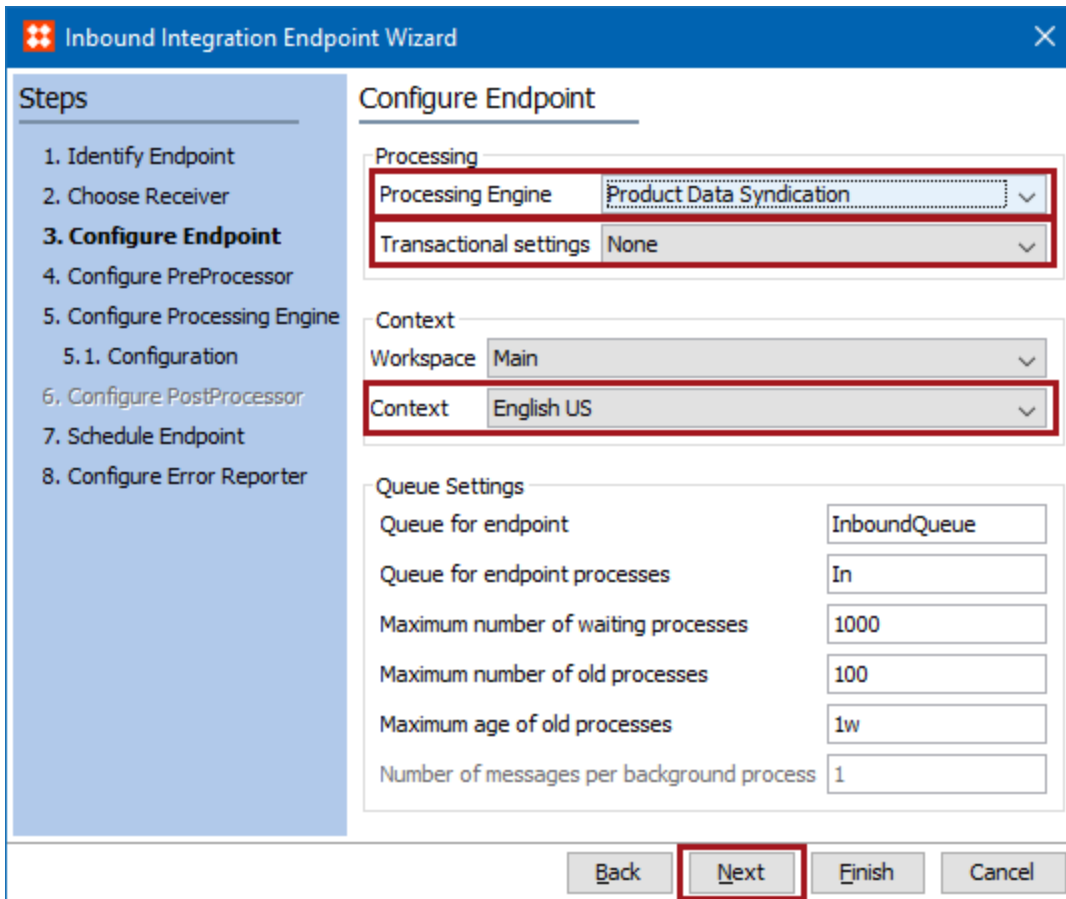 Inbound Integration Endpoint Wizard
Steps
1. Identify Endpoint
2. Choose Receiver
3. Configure Endpoint
4. Configure PreProcessor
5. Configure Processing Engine
5.1. Configuration
6. Configure PostProcessor
7. Schedule Endpoint
8. Configure Error Reporter
Configure Endpoint
Processing
Processing Engine Product Data Syndication
Transactional settings None
Context
Workspace Main
Context English US
Queue Settings
Queue for endpoint InboundQueue
Queue for endpoint processes In
Maximum number of waiting processes 1000
Maximum number of old processes 100
Maximum age of old processes 1w
Number of messages per background process 1
Back Next Finish Cancel